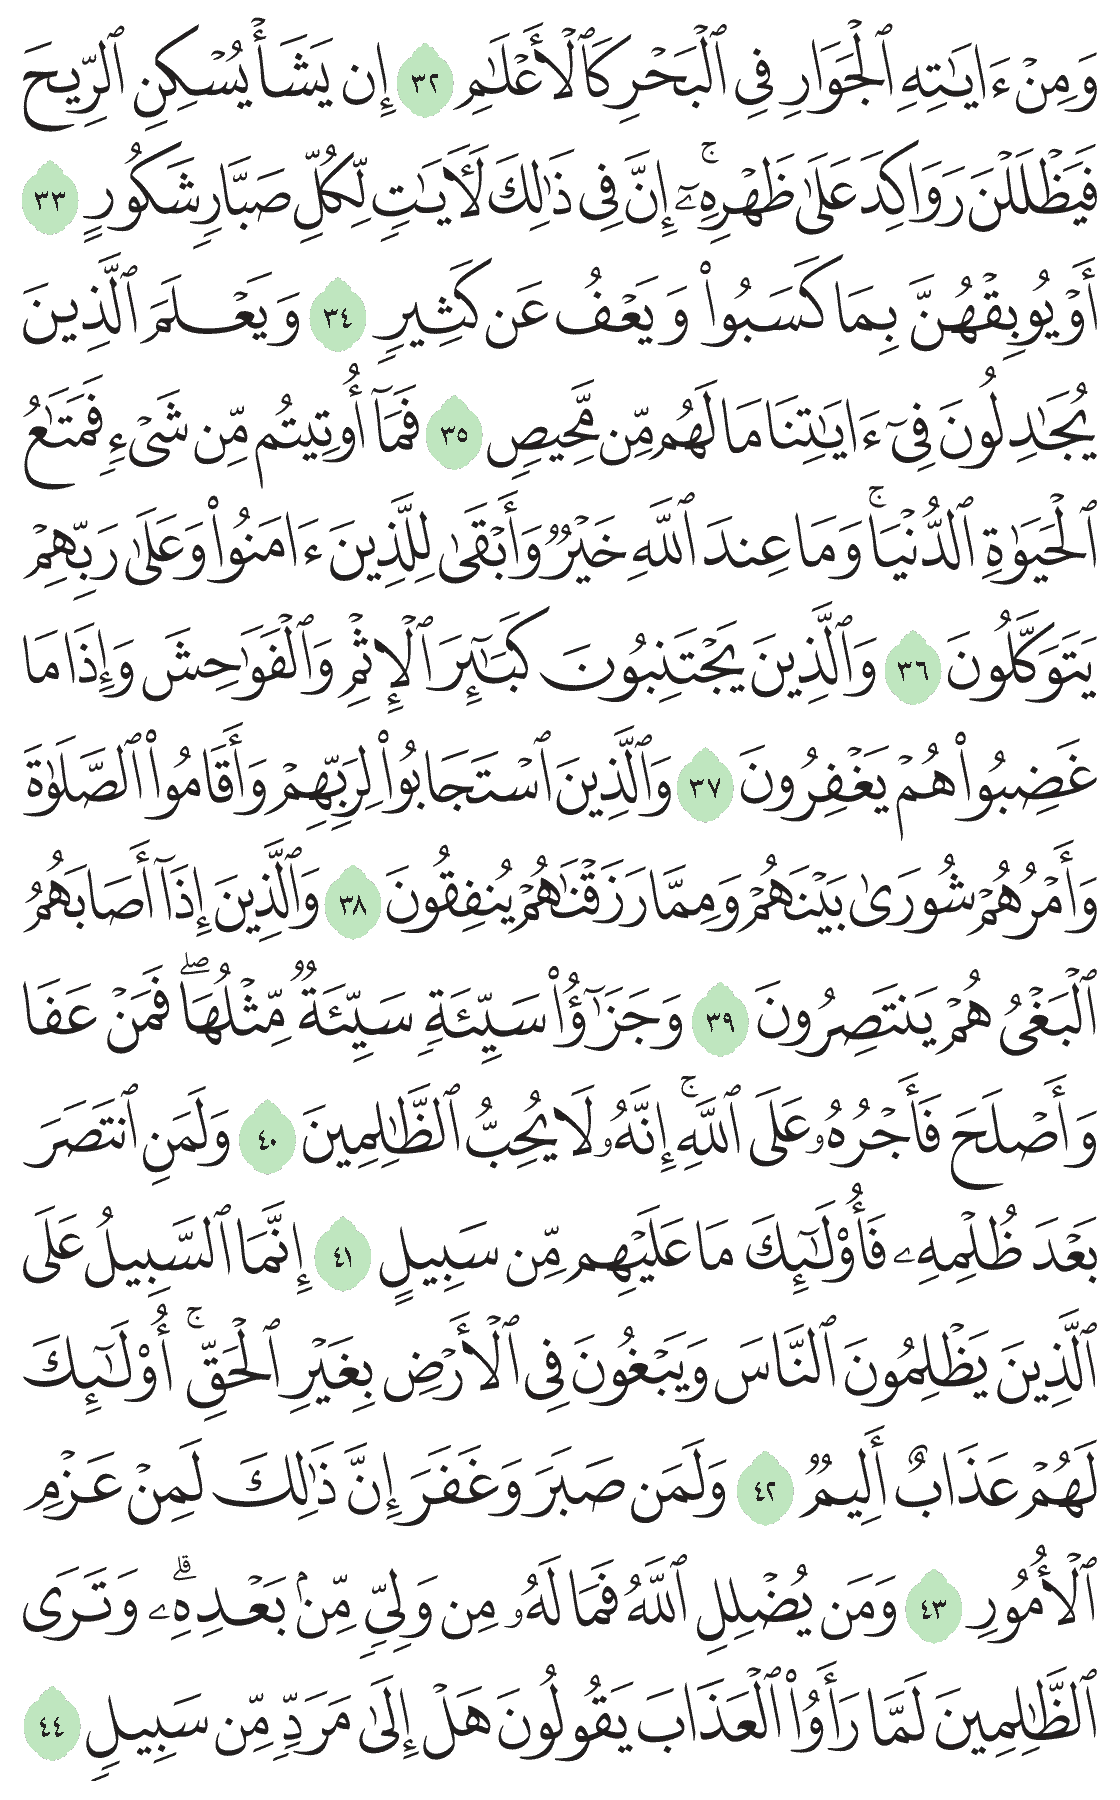 وَمِنْ ءَايَـٰتِهِ ٱلْجَوَارِ فِى ٱلْبَحْرِ كَٱلْأَعْلَـٰمِ ٣٢ إِن يَشَأْ يُسْكِنِ ٱلرِّيحَ
فَيَظْلَلْنَ رَوَاكِدَ عَلَىٰ ظَهْرِهِۦٓ ۚ إِنَّ فِى ذَٰلِكَ لَـَٔايَـٰتٍ لِّكُلِّ صَبَّارٍ شَكُورٍ ٣٣
أَوْ يُوبِقْهُنَّ بِمَا كَسَبُوا۟ وَيَعْفُ عَن كَثِيرٍ ٣٤ وَيَعْلَمَ ٱلَّذِينَ
يُجَـٰدِلُونَ فِىٓ ءَايَـٰتِنَا مَا لَهُم مِّن مَّحِيصٍ ٣٥ فَمَآ أُوتِيتُم مِّن شَىْءٍ فَمَتَـٰعُ
ٱلْحَيَوٰةِ ٱلدُّنْيَا ۚ وَمَا عِندَ ٱللَّهِ خَيْرٌ وَأَبْقَىٰ لِلَّذِينَ ءَامَنُوا۟ وَعَلَىٰ رَبِّهِمْ
يَتَوَكَّلُونَ ٣٦ وَٱلَّذِينَ يَجْتَنِبُونَ كَبَـٰٓئِرَ ٱلْإِثْمِ وَٱلْفَوَٰحِشَ وَإِذَا مَا
غَضِبُوا۟ هُمْ يَغْفِرُونَ ٣٧ وَٱلَّذِينَ ٱسْتَجَابُوا۟ لِرَبِّهِمْ وَأَقَامُوا۟ ٱلصَّلَوٰةَ
وَأَمْرُهُمْ شُورَىٰ بَيْنَهُمْ وَمِمَّا رَزَقْنَـٰهُمْ يُنفِقُونَ ٣٨ وَٱلَّذِينَ إِذَآ أَصَابَهُمُ
ٱلْبَغْىُ هُمْ يَنتَصِرُونَ ٣٩ وَجَزَٰٓؤُا۟ سَيِّئَةٍ سَيِّئَةٌ مِّثْلُهَا ۖ فَمَنْ عَفَا
وَأَصْلَحَ فَأَجْرُهُۥ عَلَى ٱللَّهِ ۚ إِنَّهُۥ لَا يُحِبُّ ٱلظَّـٰلِمِينَ ٤٠ وَلَمَنِ ٱنتَصَرَ
بَعْدَ ظُلْمِهِۦ فَأُو۟لَـٰٓئِكَ مَا عَلَيْهِم مِّن سَبِيلٍ ٤١ إِنَّمَا ٱلسَّبِيلُ عَلَى
ٱلَّذِينَ يَظْلِمُونَ ٱلنَّاسَ وَيَبْغُونَ فِى ٱلْأَرْضِ بِغَيْرِ ٱلْحَقِّ ۚ أُو۟لَـٰٓئِكَ
لَهُمْ عَذَابٌ أَلِيمٌ ٤٢ وَلَمَن صَبَرَ وَغَفَرَ إِنَّ ذَٰلِكَ لَمِنْ عَزْمِ
ٱلْأُمُورِ ٤٣ وَمَن يُضْلِلِ ٱللَّهُ فَمَا لَهُۥ مِن وَلِىٍّ مِّنۢ بَعْدِهِۦ ۗ وَتَرَى
ٱلظَّـٰلِمِينَ لَمَّا رَأَوُا۟ ٱلْعَذَابَ يَقُولُونَ هَلْ إِلَىٰ مَرَدٍّ مِّن سَبِيلٍ ٤٤